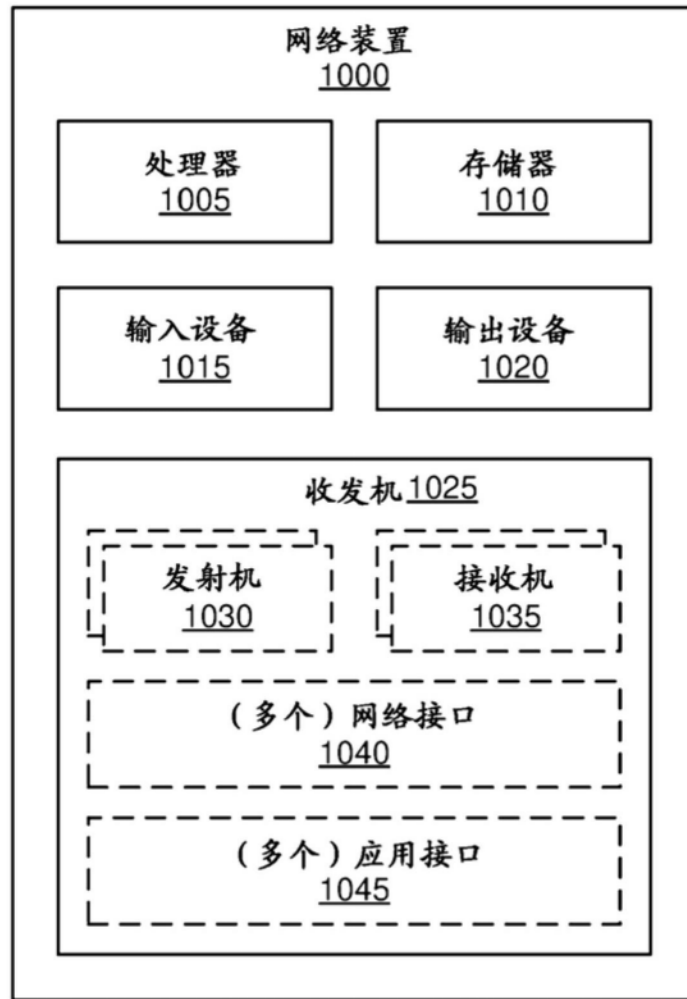 网络装置
1000
处理器
1005
存储器
1010
输入设备
1015
输出设备
1020
收发机1025
发射机
1030
接收机
1035
（多个）网络接口
1040
（多个）应用接口
1045